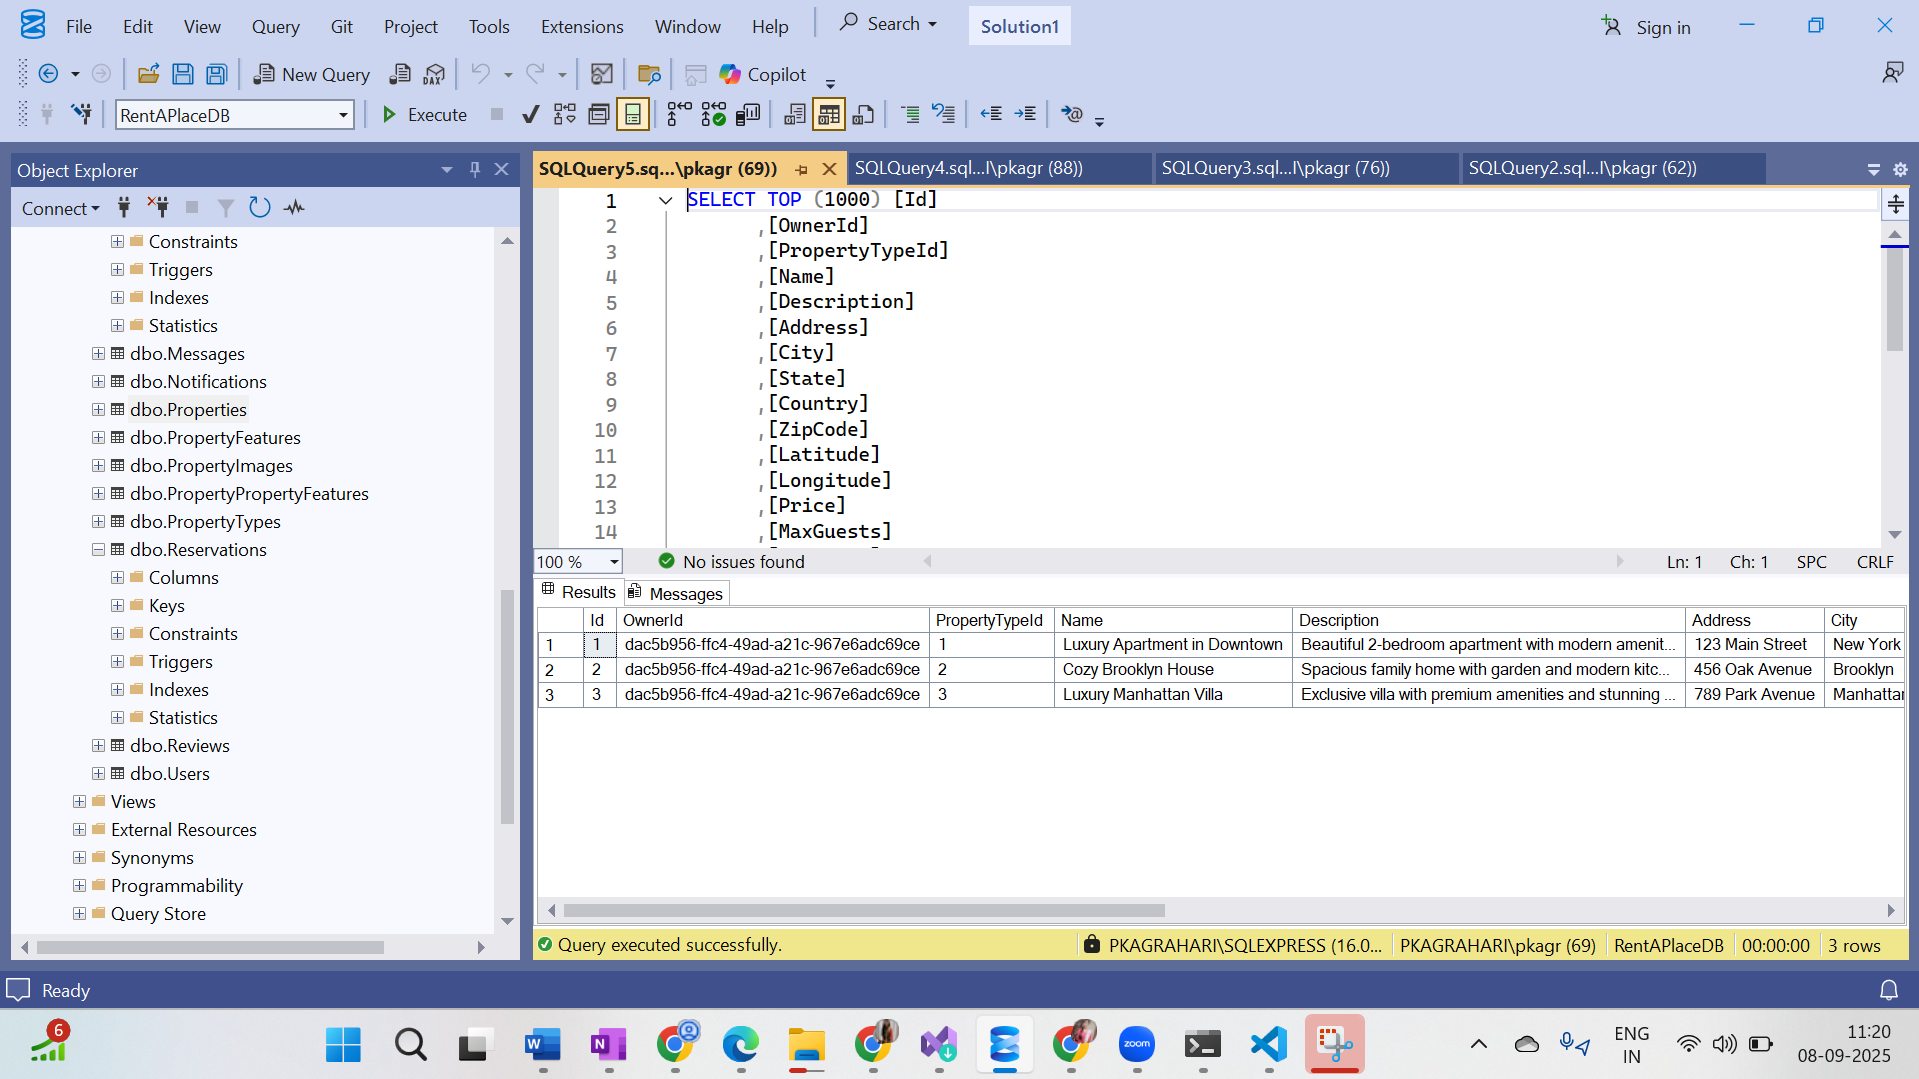 File Edit View Query Git Project Tools Extensions Window Help Search Solution1 Sign in
New Query DAX Copilot
RentAPlaceDB Execute
Object Explorer
Connect
Constraints
Triggers
Indexes
Statistics
dbo.Messages
dbo.Notifications
dbo.Properties
dbo.PropertyFeatures
dbo.PropertyImages
dbo.PropertyPropertyFeatures
dbo.PropertyTypes
dbo.Reservations
Columns
Keys
Constraints
Triggers
Indexes
Statistics
dbo.Reviews
dbo.Users
Views
External Resources
Synonyms
Programmability
Query Store
SQLQuery5.sq...\pkagr (69)) SQLQuery4.sql...l\pkagr (88)) SQLQuery3.sql...l\pkagr (76)) SQLQuery2.sql...l\pkagr (62))
1 SELECT TOP (1000) [Id]
2 ,[OwnerId]
3 ,[PropertyTypeId]
4 ,[Name]
5 ,[Description]
6 ,[Address]
7 ,[City]
8 ,[State]
9 ,[Country]
10 ,[ZipCode]
11 ,[Latitude]
12 ,[Longitude]
13 ,[Price]
14 ,[MaxGuests]
100 % No issues found Ln: 1 Ch: 1 SPC CRLF
Results Messages
Id OwnerId PropertyTypeId Name Description Address City
1 1 dac5b956-ffc4-49ad-a21c-967e6adc69ce 1 Luxury Apartment in Downtown Beautiful 2-bedroom apartment with modern amenit... 123 Main Street New York
2 2 dac5b956-ffc4-49ad-a21c-967e6adc69ce 2 Cozy Brooklyn House Spacious family home with garden and modern kitc... 456 Oak Avenue Brooklyn
3 3 dac5b956-ffc4-49ad-a21c-967e6adc69ce 3 Luxury Manhattan Villa Exclusive villa with premium amenities and stunning ... 789 Park Avenue Manhattan
Query executed successfully. PKAGRAHARI\SQLEXPRESS (16.0... PKAGRAHARI\pkagr (69) RentAPlaceDB 00:00:00 3 rows
Ready
6
W N zoom
ENG
IN
11:20
08-09-2025